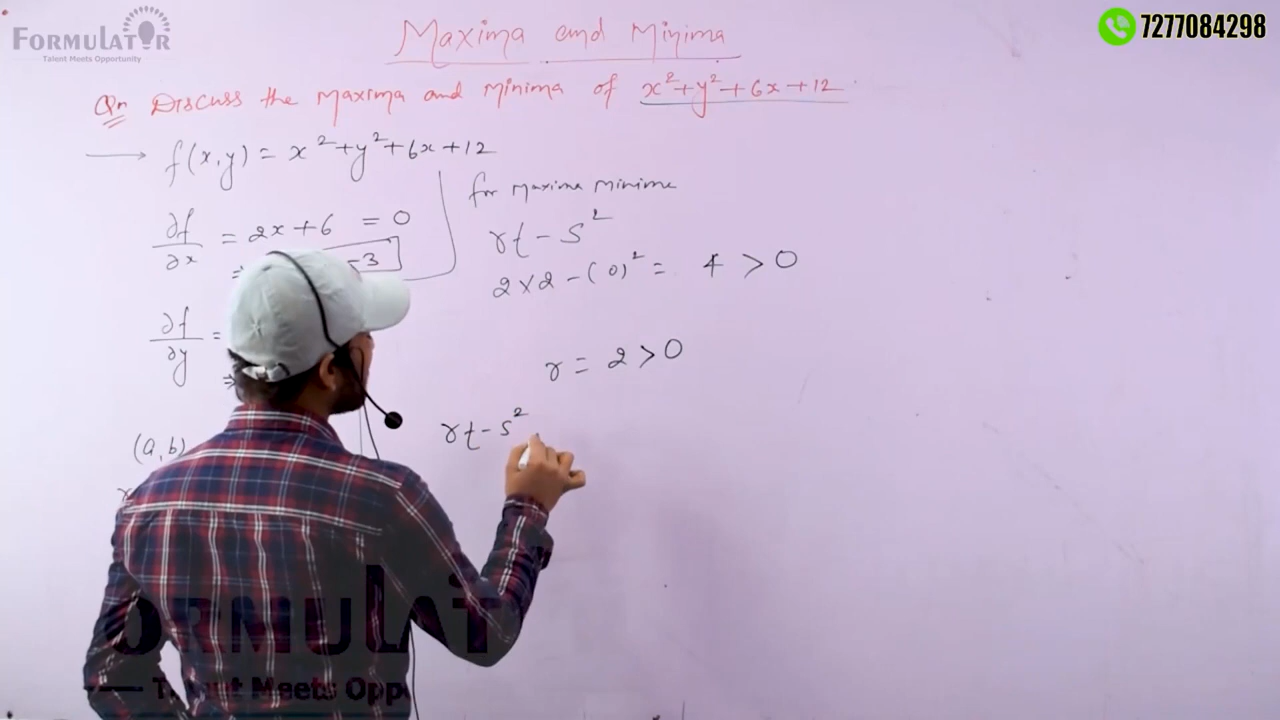 FORMULATOR
Talent Meets Opportunity
7277084298
Maxima and Minima
Qn Discuss the maxima and minima of x²+y²+6x+12.
→ f(x,y) = x²+y²+6x+12
for maxima minima
∂f/∂x = 2x+6 = 0
-3
rt-s²
2×2-(0)² = 4 > 0
∂f/∂y =
r = 2 > 0
(a,b)
rt-s²